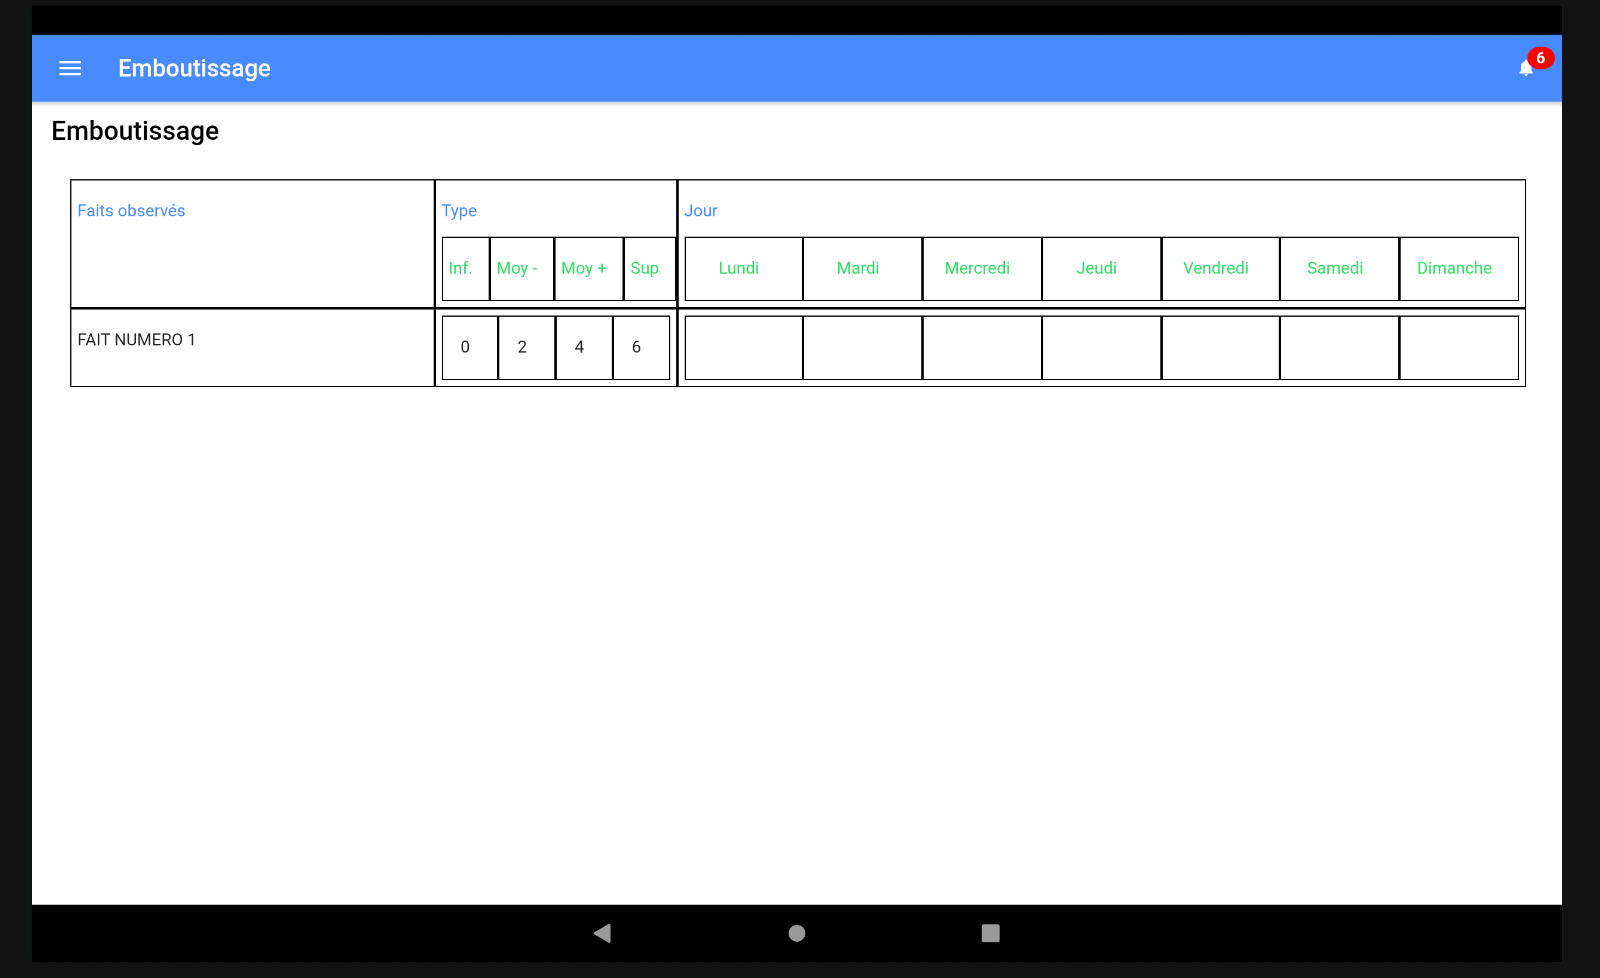 Emboutissage
6
Emboutissage
Faits observés Type Jour
Inf. Moy - Moy + Sup Lundi Mardi Mercredi Jeudi Vendredi Samedi Dimanche
FAIT NUMERO 1 0 2 4 6